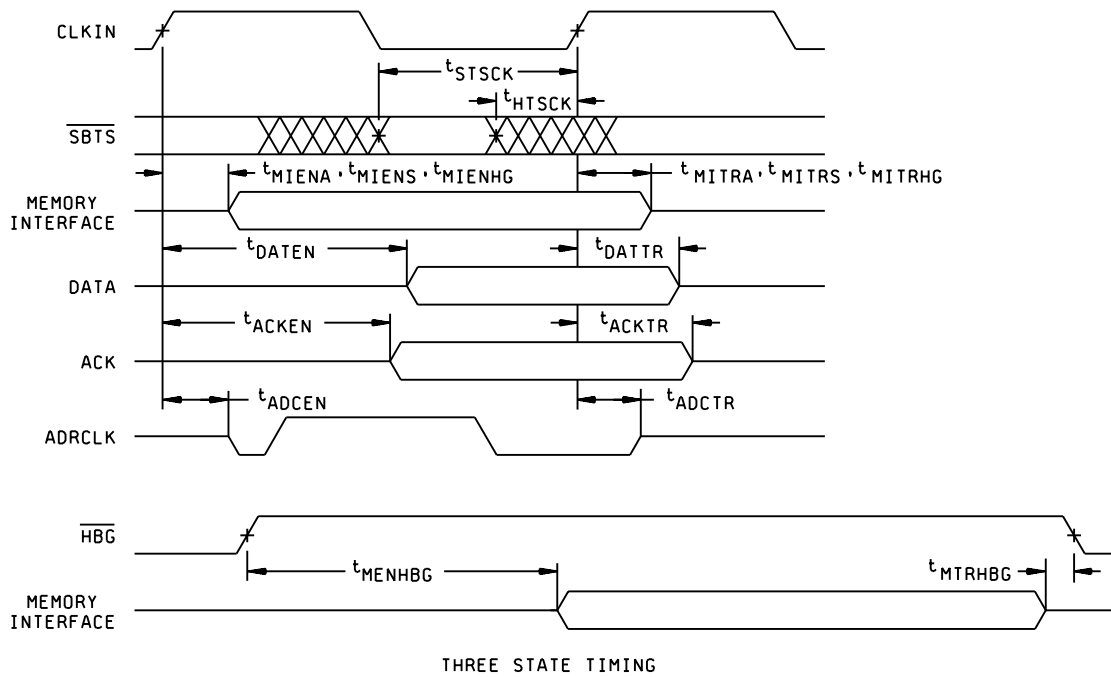 CLKIN
tSTSCK
tHTSCK
SBTS
tMIENA, tMIENS, tMIENHG
tMITRA, tMITRS, tMITRHG
MEMORY
INTERFACE
tDATEN
tDATTR
DATA
tACKEN
tACKTR
ACK
tADCEN
tADCTR
ADRCLK
HBG
tMENHBG
tMTRHBG
MEMORY
INTERFACE
THREE STATE TIMING